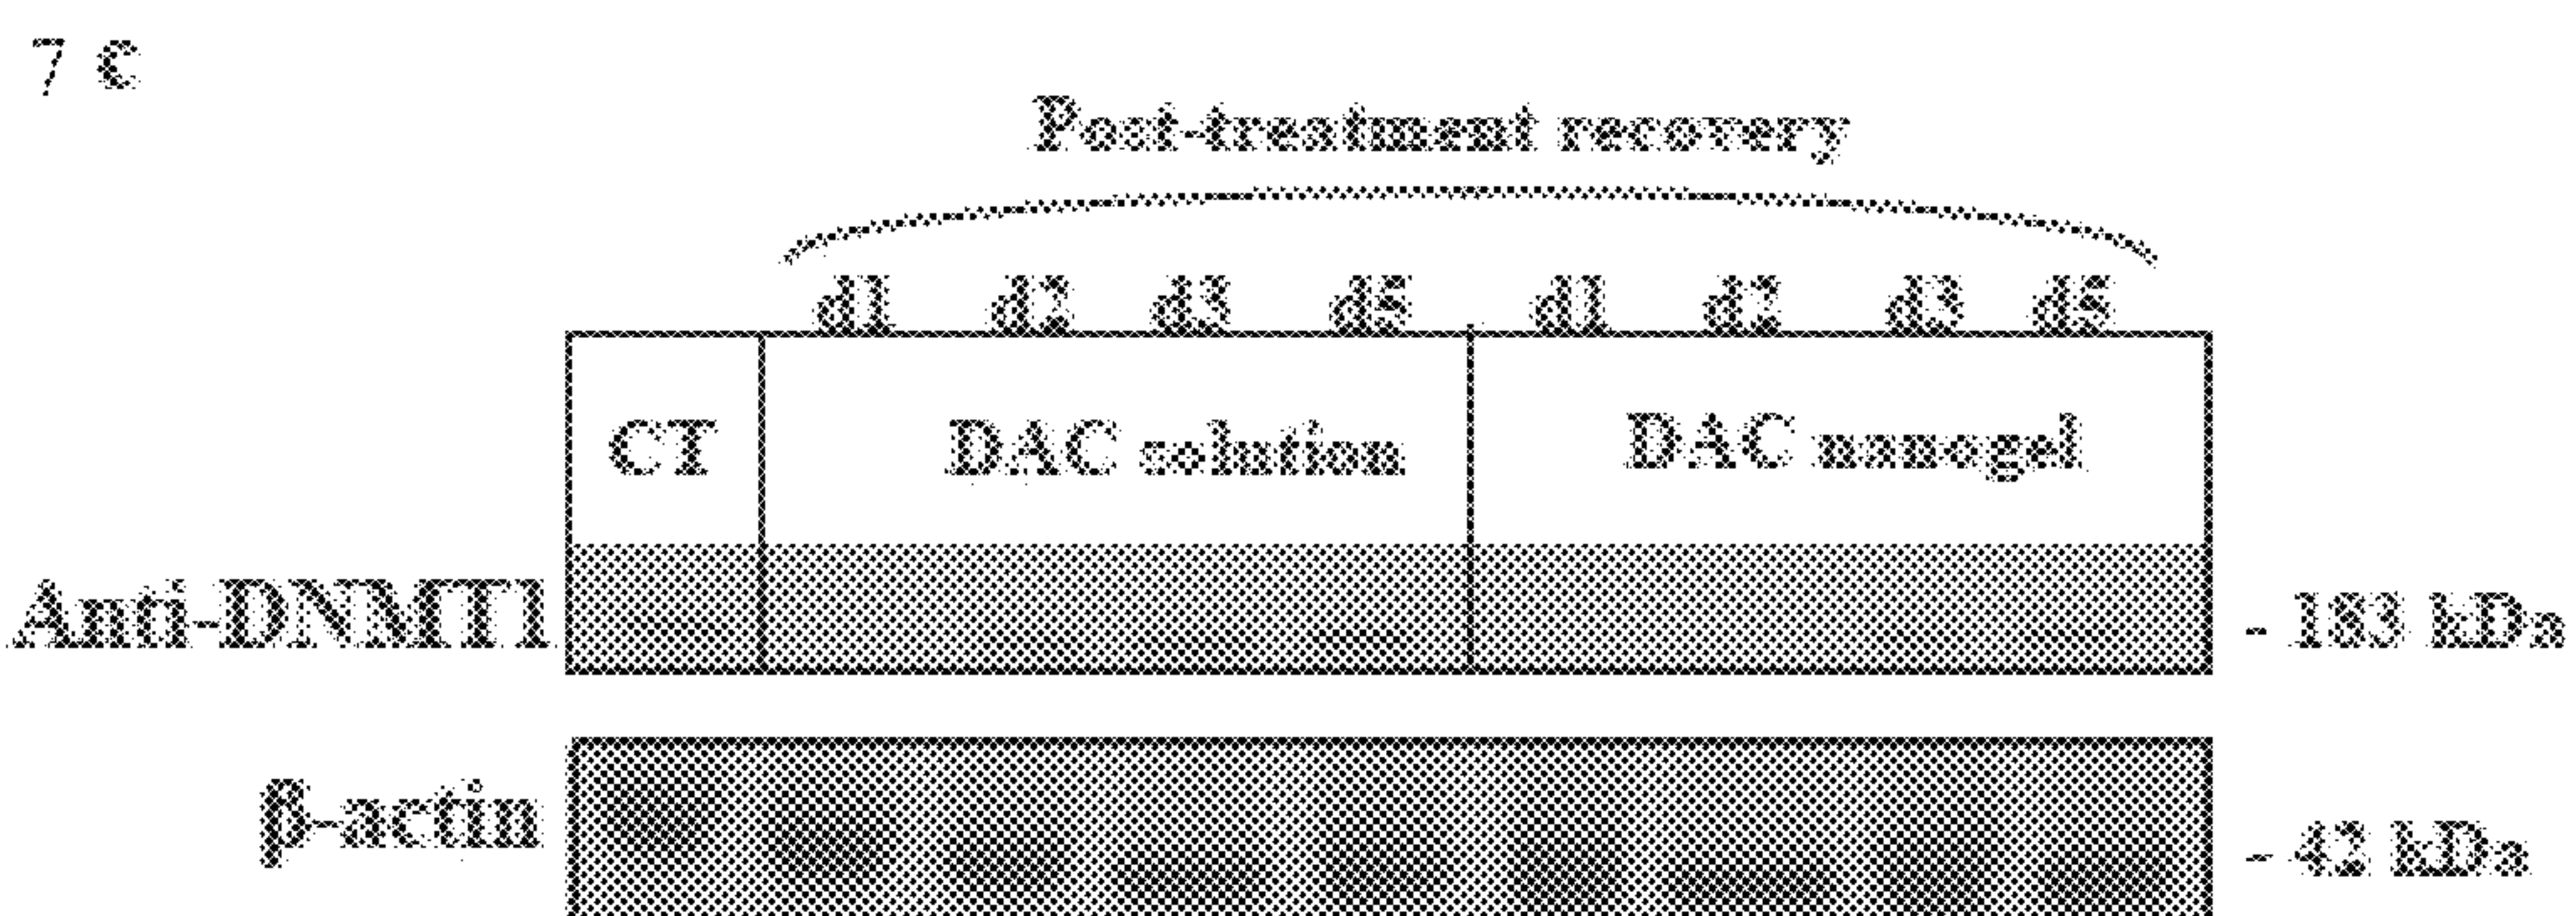 7 C
Post-treatment recovery
d1 d2 d3 d5 d1 d2 d3 d5
CT DAC solution DAC nanogel
Anti-DNMT1 - 183 kDa
β-actin - 42 kDa